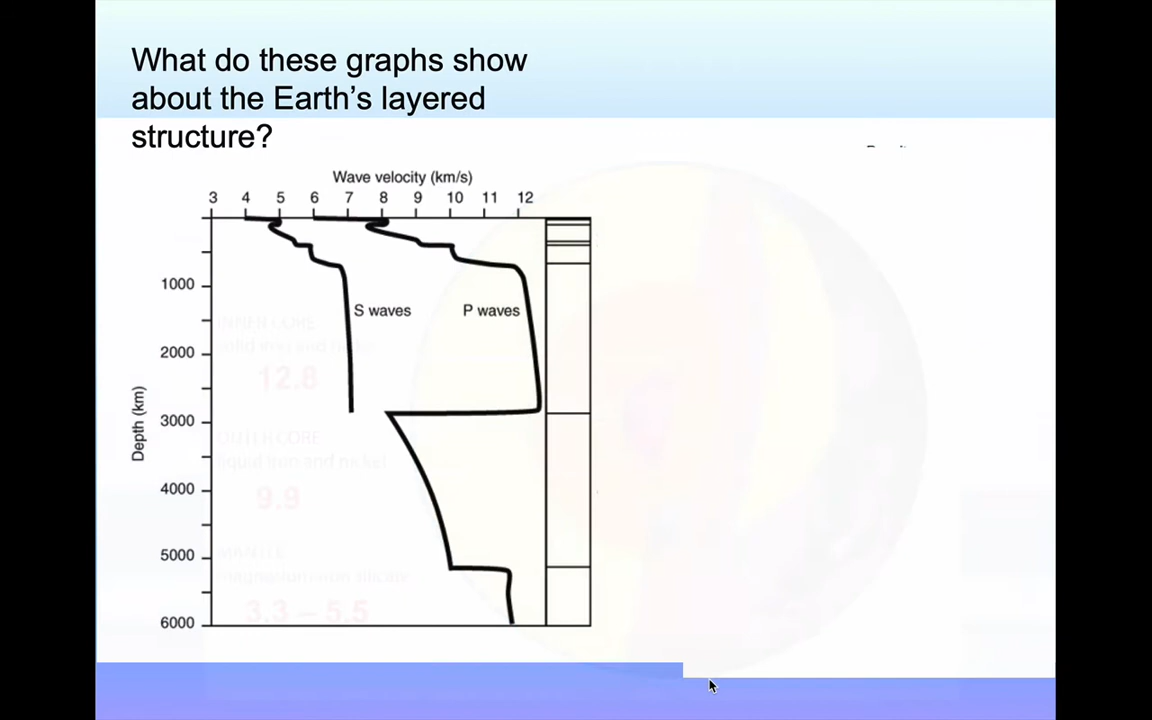 What do these graphs show
about the Earth's layered
structure?
Wave velocity (km/s)
3 4 5 6 7 8 9 10 11 12
1000
S waves P waves
INNER CORE
solid iron and nickel
2000
12.8
Depth (km)
3000
OUTER CORE
liquid iron and nickel
4000
9.9
5000
MANTLE
magnesium-iron silicate
3.3 – 5.5
6000